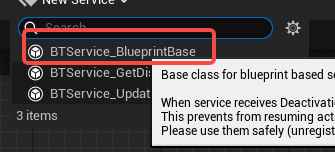 New Service
Search
BTService_BlueprintBase
BTService_GetDis
Base class for blueprint based se
BTService_Updat
When service receives Deactivati
This prevents from resuming act
3 items
Please use them safely (unregist